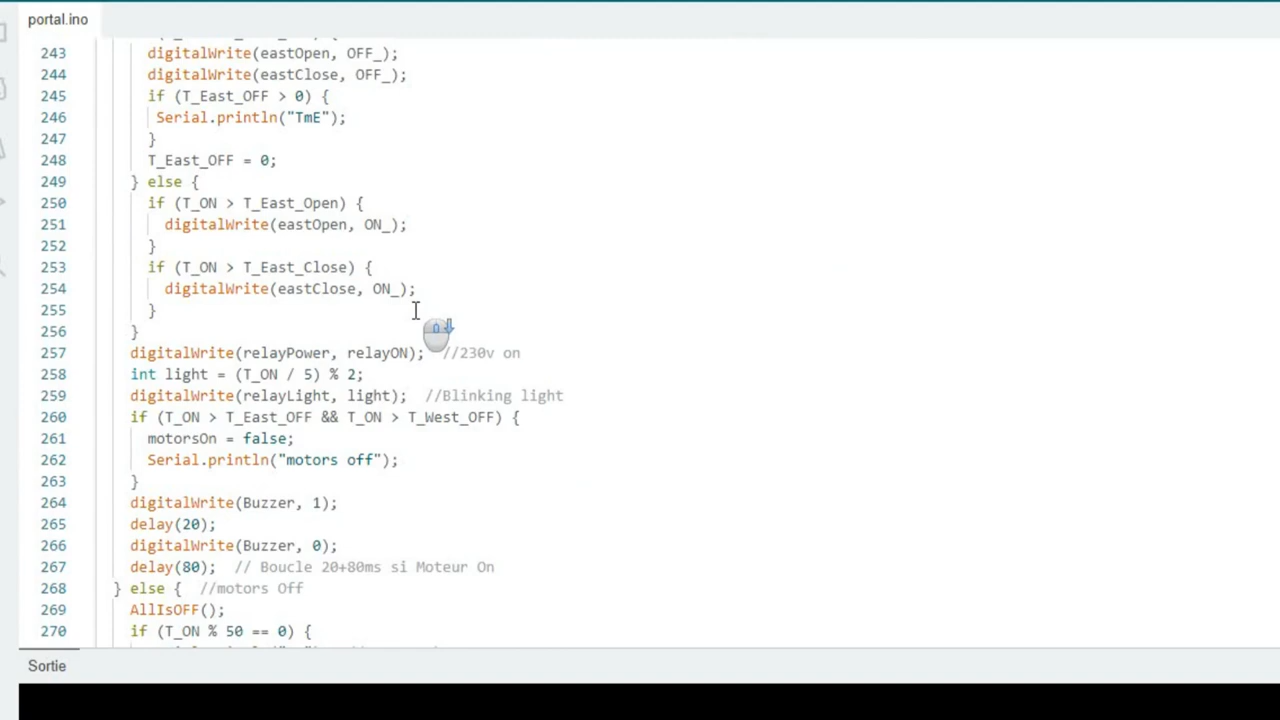 portal.ino
243 digitalWrite(eastOpen, OFF_);
244 digitalWrite(eastClose, OFF_);
245 if (T_East_OFF > 0) {
246 Serial.println("TmE");
247 }
248 T_East_OFF = 0;
249 } else {
250 if (T_ON > T_East_Open) {
251 digitalWrite(eastOpen, ON_);
252 }
253 if (T_ON > T_East_Close) {
254 digitalWrite(eastClose, ON_);
255 }
256 }
257 digitalWrite(relayPower, relayON); //230v on
258 int light = (T_ON / 5) % 2;
259 digitalWrite(relayLight, light); //Blinking light
260 if (T_ON > T_East_OFF && T_ON > T_West_OFF) {
261 motorsOn = false;
262 Serial.println("motors off");
263 }
264 digitalWrite(Buzzer, 1);
265 delay(20);
266 digitalWrite(Buzzer, 0);
267 delay(80); // Boucle 20+80ms si Moteur On
268 } else { //motors Off
269 AllIsOFF();
270 if (T_ON % 50 == 0) {
Sortie